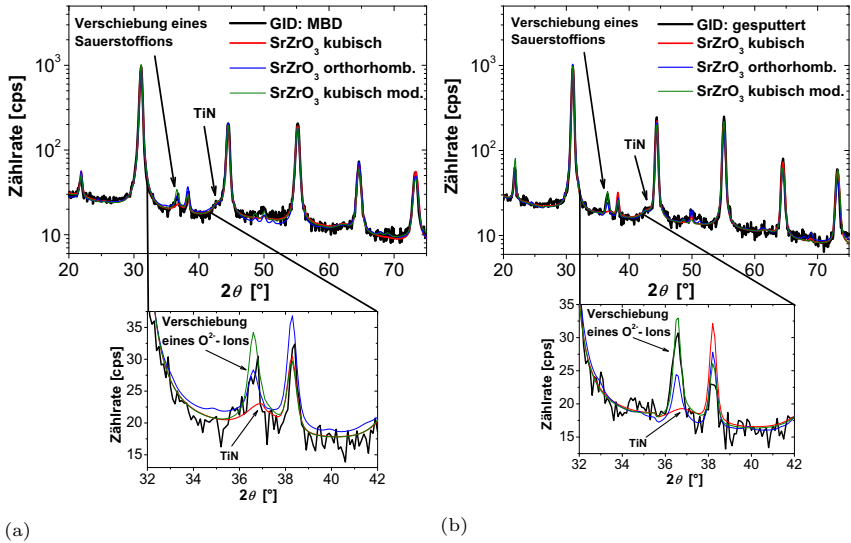 Verschiebung eines
Sauerstoffions
GID: MBD
SrZrO₃ kubisch
SrZrO₃ orthorhomb.
SrZrO₃ kubisch mod.
TiN
Zählrate [cps]
10³
10²
10
20 30 40 50 60 70
2θ [°]
Verschiebung
eines O²⁻- Ions
TiN
Zählrate [cps]
35
30
25
20
15
32 34 36 38 40 42
2θ [°]
(a)
Verschiebung eines
Sauerstoffions
GID: gesputtert
SrZrO₃ kubisch
SrZrO₃ orthorhomb.
SrZrO₃ kubisch mod.
TiN
Zählrate [cps]
10³
10²
10
20 30 40 50 60 70
2θ [°]
Verschiebung
eines O²⁻- Ions
TiN
Zählrate [cps]
35
30
25
20
15
32 34 36 38 40 42
2θ [°]
(b)